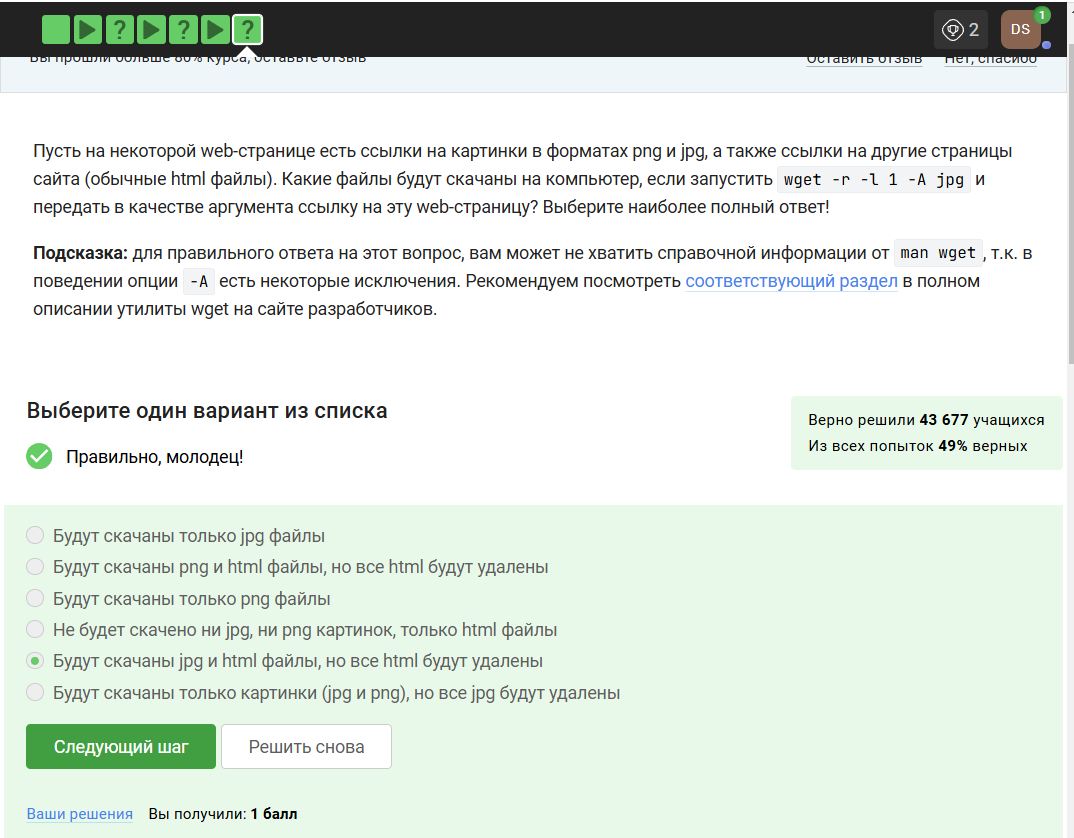 ? ? ? 2 DS 1
Вы прошли больше 80% курса, оставьте отзыв Оставить отзыв Нет, спасибо
Пусть на некоторой web-странице есть ссылки на картинки в форматах png и jpg, а также ссылки на другие страницы
сайта (обычные html файлы). Какие файлы будут скачаны на компьютер, если запустить wget -r -l 1 -A jpg и
передать в качестве аргумента ссылку на эту web-страницу? Выберите наиболее полный ответ!
Подсказка: для правильного ответа на этот вопрос, вам может не хватить справочной информации от man wget, т.к. в
поведении опции -A есть некоторые исключения. Рекомендуем посмотреть соответствующий раздел в полном
описании утилиты wget на сайте разработчиков.
Выберите один вариант из списка
Правильно, молодец!
Верно решили 43 677 учащихся
Из всех попыток 49% верных
Будут скачаны только jpg файлы
Будут скачаны png и html файлы, но все html будут удалены
Будут скачаны только png файлы
Не будет скачено ни jpg, ни png картинок, только html файлы
Будут скачаны jpg и html файлы, но все html будут удалены
Будут скачаны только картинки (jpg и png), но все jpg будут удалены
Следующий шаг Решить снова
Ваши решения Вы получили: 1 балл